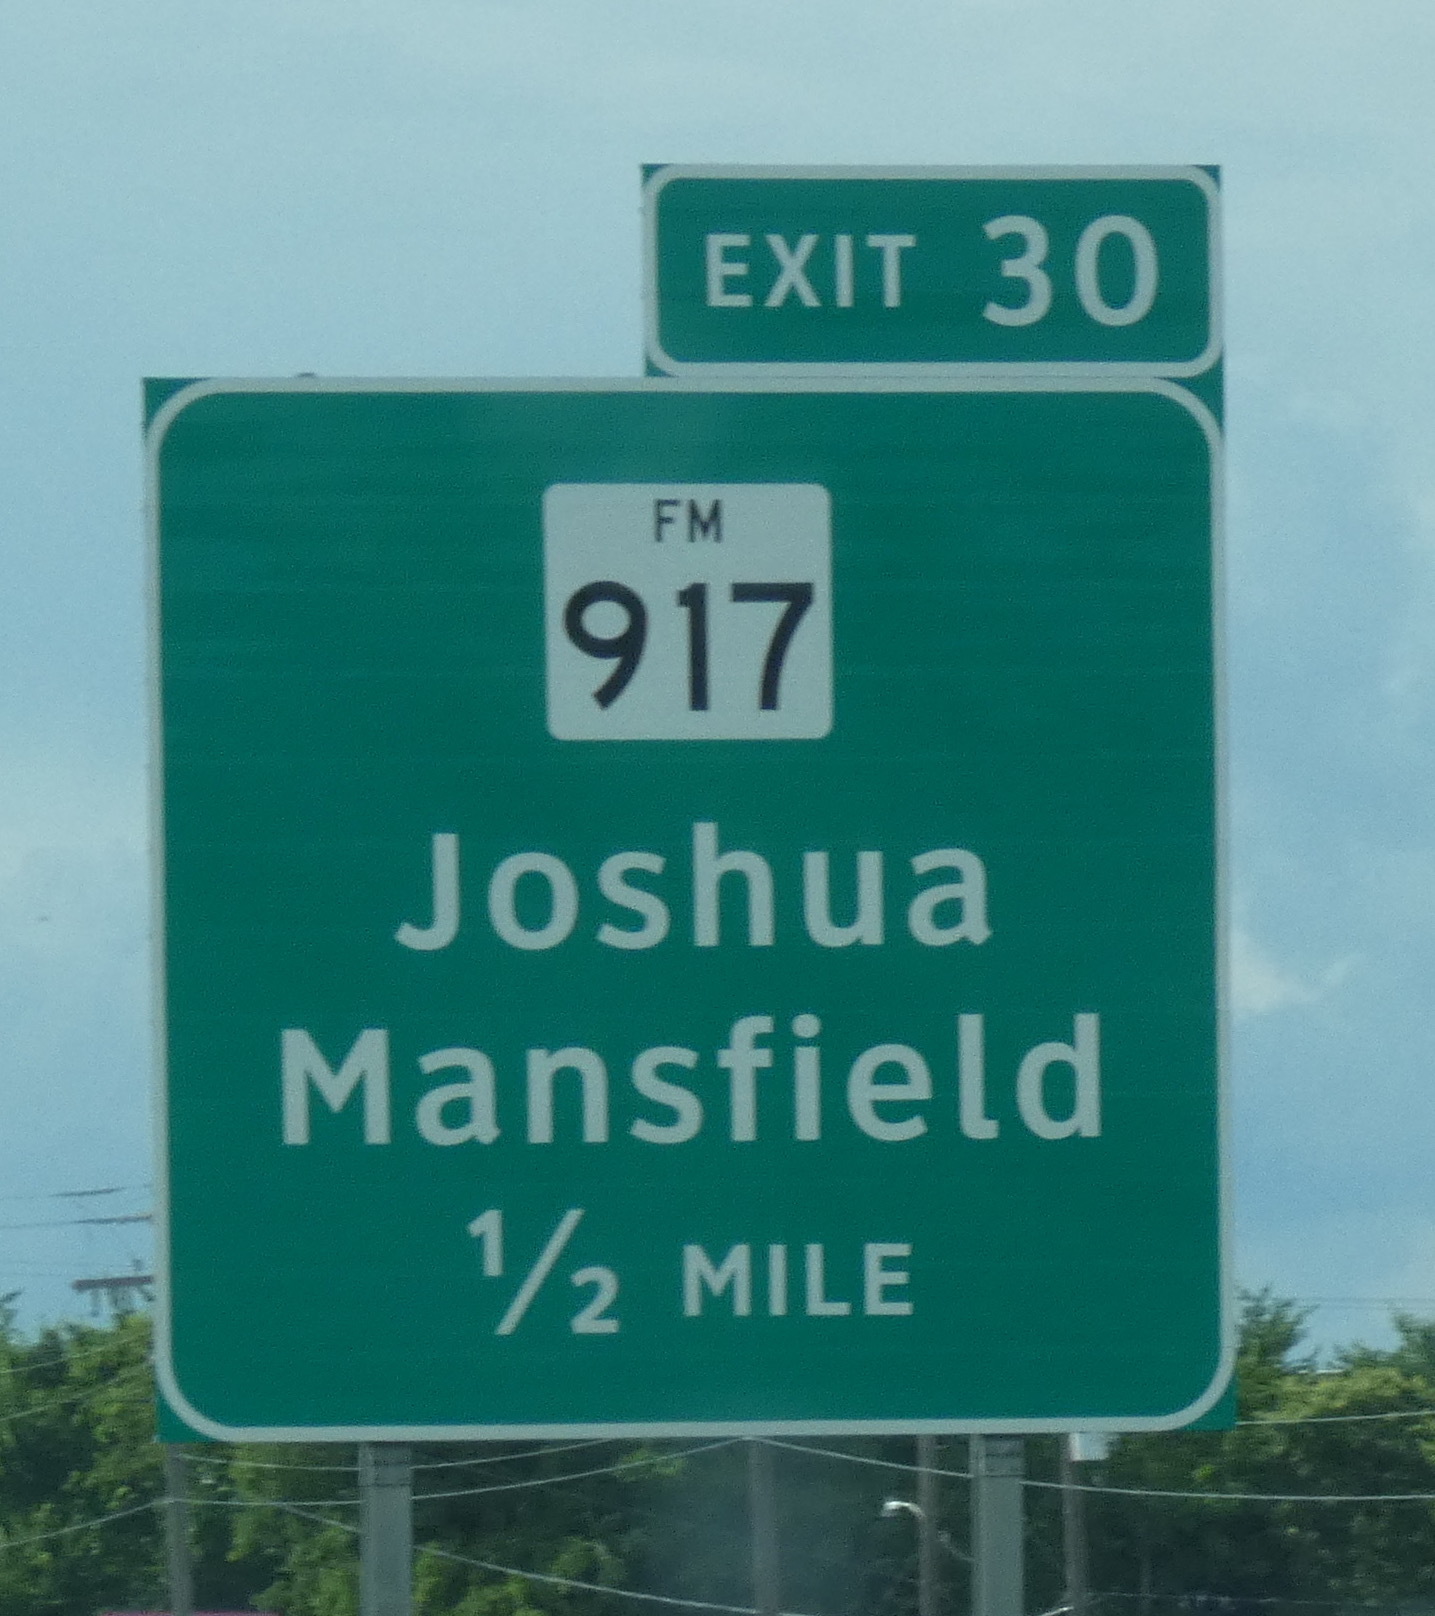 EXIT 30
FM
917
Joshua
Mansfield
½ MILE